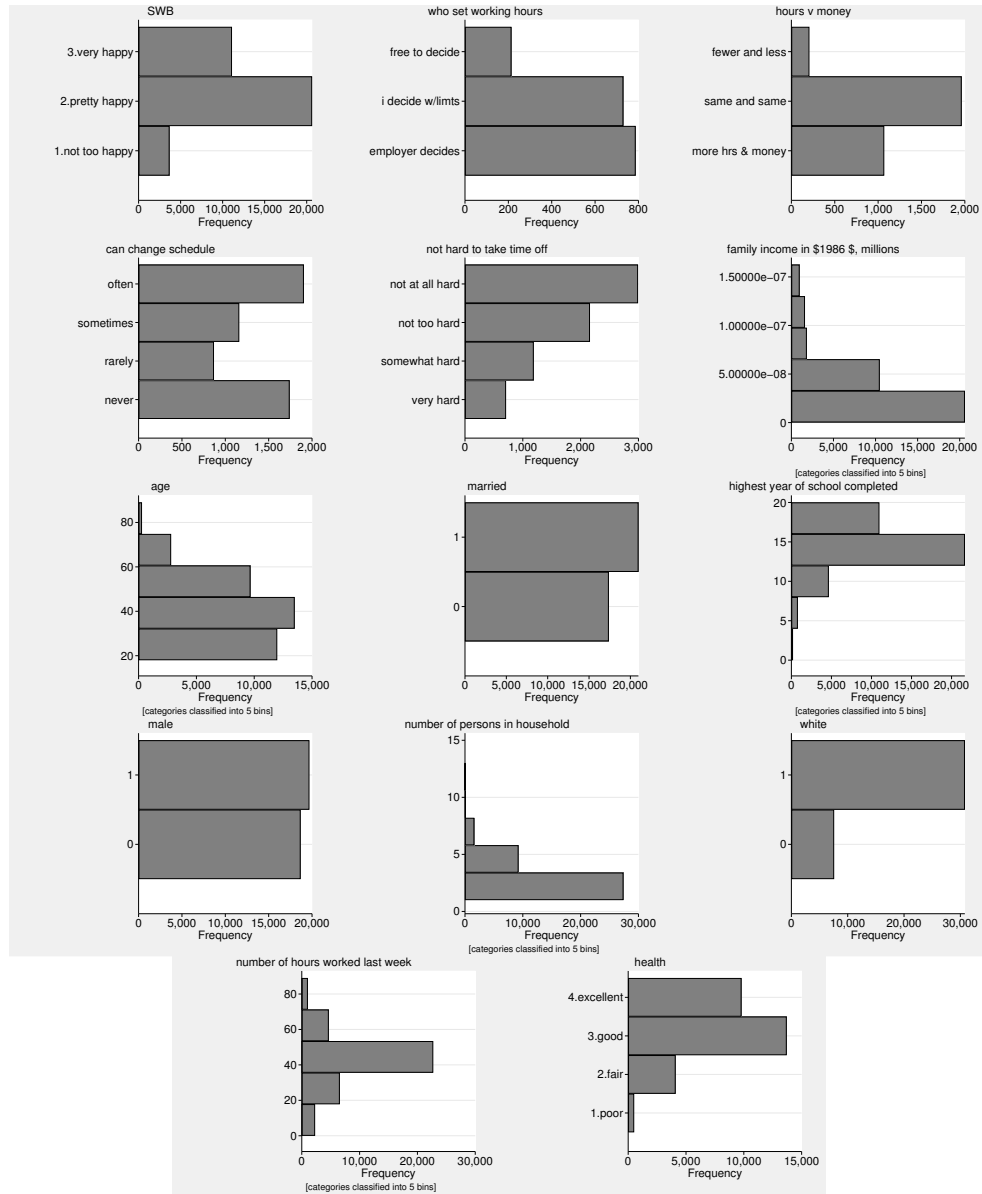 SWB
3.very happy
2.pretty happy
1.not too happy
0 5,000 10,000 15,000 20,000
Frequency
who set working hours
free to decide
i decide w/limts
employer decides
0 200 400 600 800
Frequency
hours v money
fewer and less
same and same
more hrs & money
0 500 1,000 1,500 2,000
Frequency
can change schedule
often
sometimes
rarely
never
0 500 1,000 1,500 2,000
Frequency
not hard to take time off
not at all hard
not too hard
somewhat hard
very hard
0 1,000 2,000 3,000
Frequency
family income in $1986 $, millions
1.50000e−07
1.00000e−07
5.00000e−08
0
0 5,000 10,000 15,000 20,000
Frequency
[categories classified into 5 bins]
age
80
60
40
20
0 5,000 10,000 15,000
Frequency
[categories classified into 5 bins]
married
1
0
0 5,000 10,000 15,000 20,000
Frequency
highest year of school completed
20
15
10
5
0
0 5,000 10,000 15,000 20,000
Frequency
[categories classified into 5 bins]
male
1
0
0 5,000 10,000 15,000 20,000
Frequency
number of persons in household
15
10
5
0
0 10,000 20,000 30,000
Frequency
[categories classified into 5 bins]
white
1
0
0 10,000 20,000 30,000
Frequency
number of hours worked last week
80
60
40
20
0
0 10,000 20,000 30,000
Frequency
[categories classified into 5 bins]
health
4.excellent
3.good
2.fair
1.poor
0 5,000 10,000 15,000
Frequency